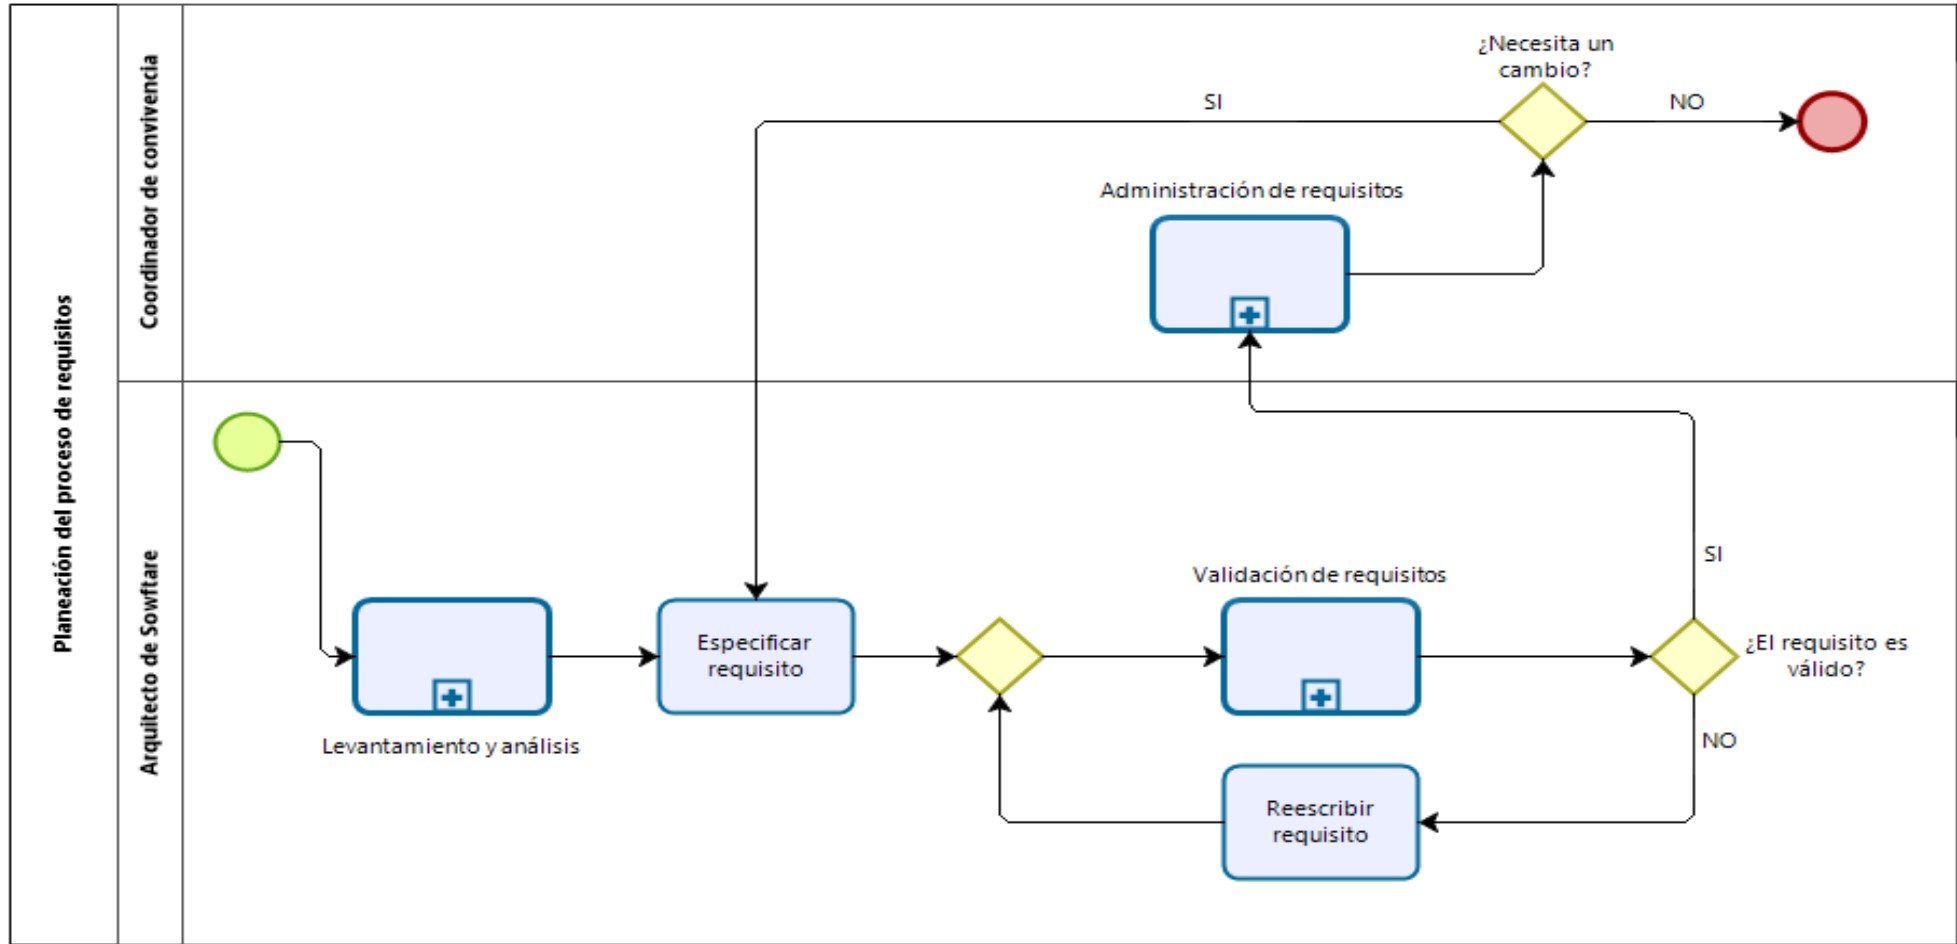 Planeación del proceso de requisitos
Coordinador de convivencia
¿Necesita un
cambio?
SI
NO
Administración de requisitos
Arquitecto de Sowftare
SI
Validación de requisitos
Especificar
requisito
¿El requisito es
válido?
Levantamiento y análisis
NO
Reescribir
requisito